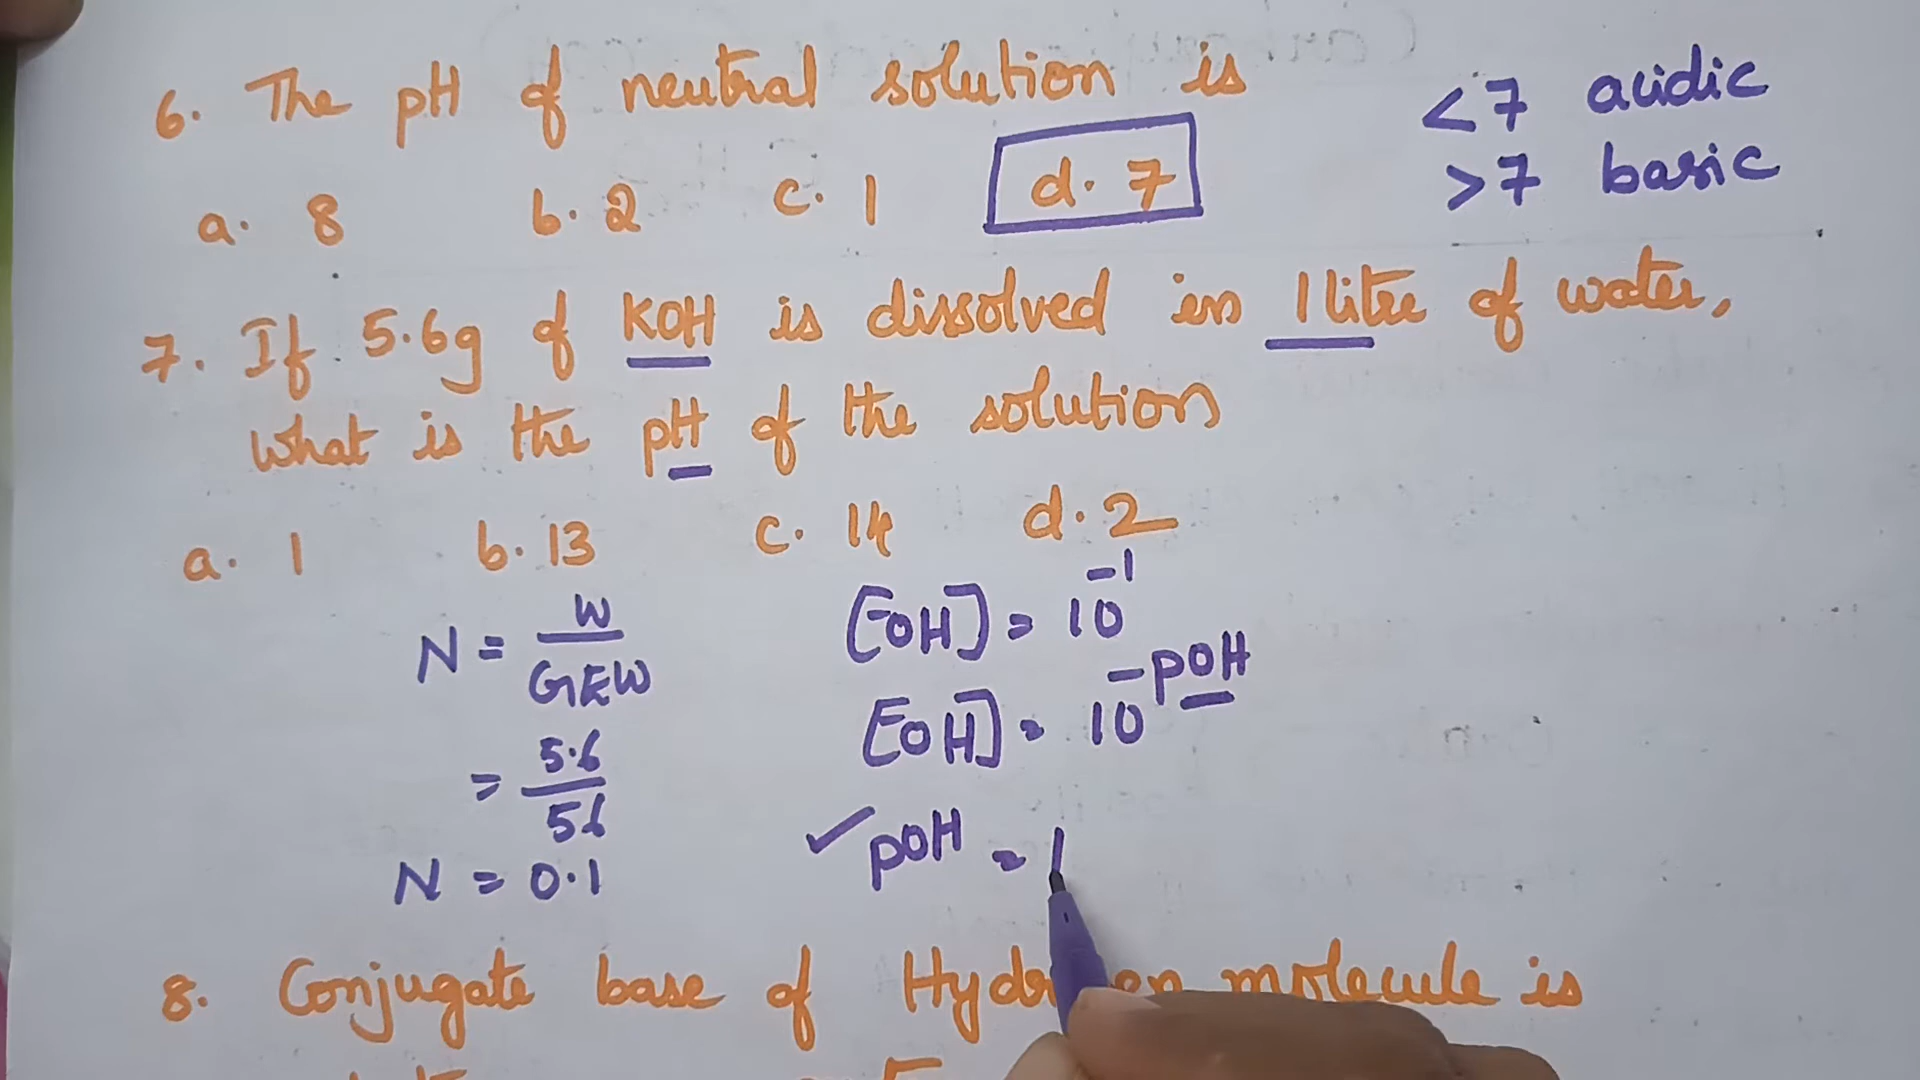 6. The pH of neutral solution is
<7 acidic
a. 8 b. 2 c. 1 d. 7
>7 basic
7. If 5.6g of KOH is dissolved in 1 litre of water,
What is the pH of the solution
a. 1 b. 13 c. 14 d. 2
N = W / GEW
= 5.6 / 56
N = 0.1
[OH⁻] = 10⁻¹
[OH⁻] = 10^-pOH
✓ pOH = 1
8. Conjugate base of molecule is